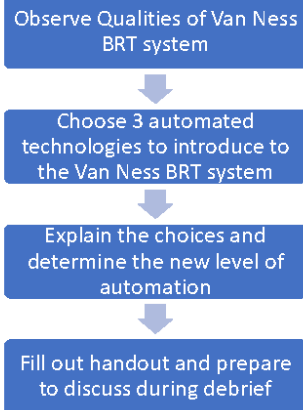 Observe Qualities of Van Ness
BRT system
Choose 3 automated
technologies to introduce to
the Van Ness BRT system
Explain the choices and
determine the new level of
automation
Fill out handout and prepare
to discuss during debrief